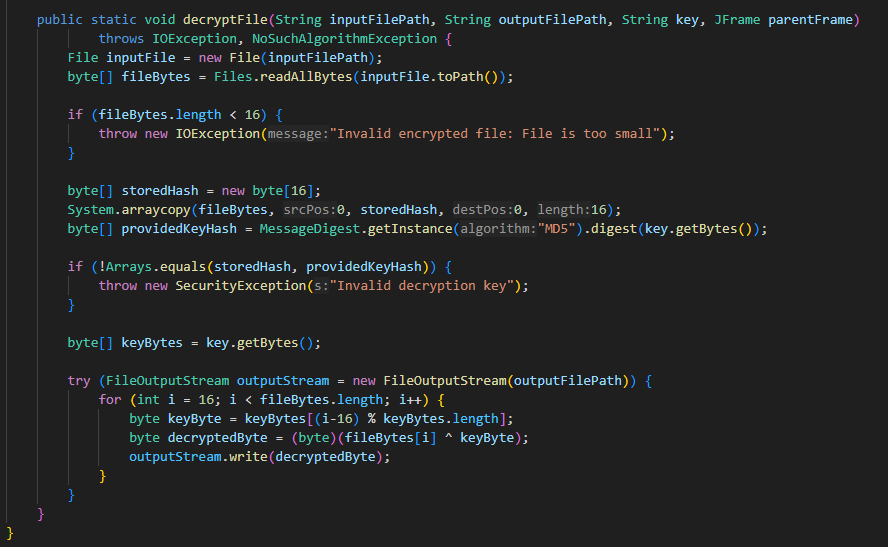 public static void decryptFile(String inputFilePath, String outputFilePath, String key, JFrame parentFrame)
        throws IOException, NoSuchAlgorithmException {
    File inputFile = new File(inputFilePath);
    byte[] fileBytes = Files.readAllBytes(inputFile.toPath());

    if (fileBytes.length < 16) {
        throw new IOException(message:"Invalid encrypted file: File is too small");
    }

    byte[] storedHash = new byte[16];
    System.arraycopy(fileBytes, srcPos:0, storedHash, destPos:0, length:16);
    byte[] providedKeyHash = MessageDigest.getInstance(algorithm:"MD5").digest(key.getBytes());

    if (!Arrays.equals(storedHash, providedKeyHash)) {
        throw new SecurityException(s:"Invalid decryption key");
    }

    byte[] keyBytes = key.getBytes();

    try (FileOutputStream outputStream = new FileOutputStream(outputFilePath)) {
        for (int i = 16; i < fileBytes.length; i++) {
            byte keyByte = keyBytes[(i-16) % keyBytes.length];
            byte decryptedByte = (byte)(fileBytes[i] ^ keyByte);
            outputStream.write(decryptedByte);
        }
    }
}
}